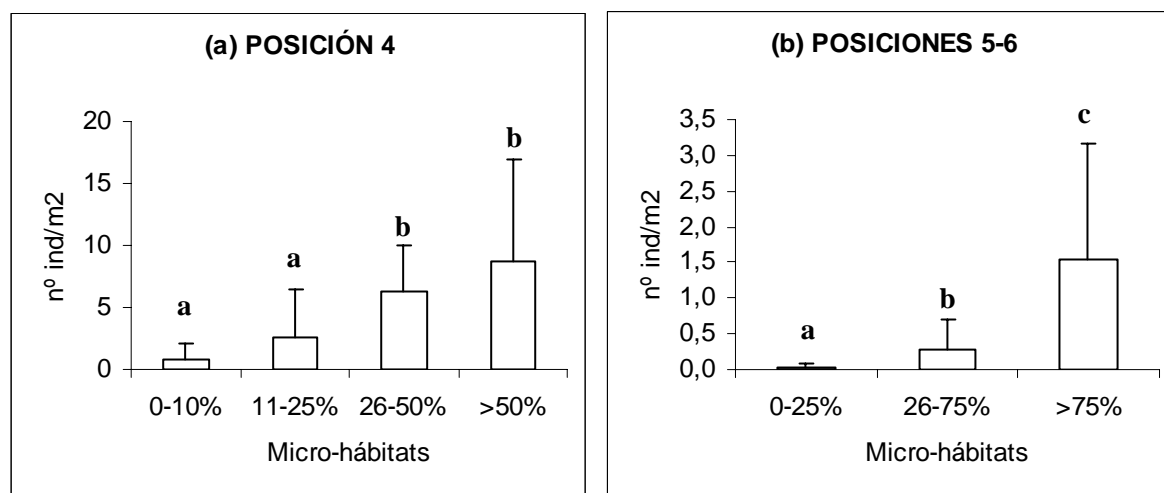 (a) POSICIÓN 4
nº ind/m2
20
15
10
5
0
a
a
b
b
0-10% 11-25% 26-50% >50%
Micro-hábitats
(b) POSICIONES 5-6
nº ind/m2
3,5
3,0
2,5
2,0
1,5
1,0
0,5
0,0
a
b
c
0-25% 26-75% >75%
Micro-hábitats